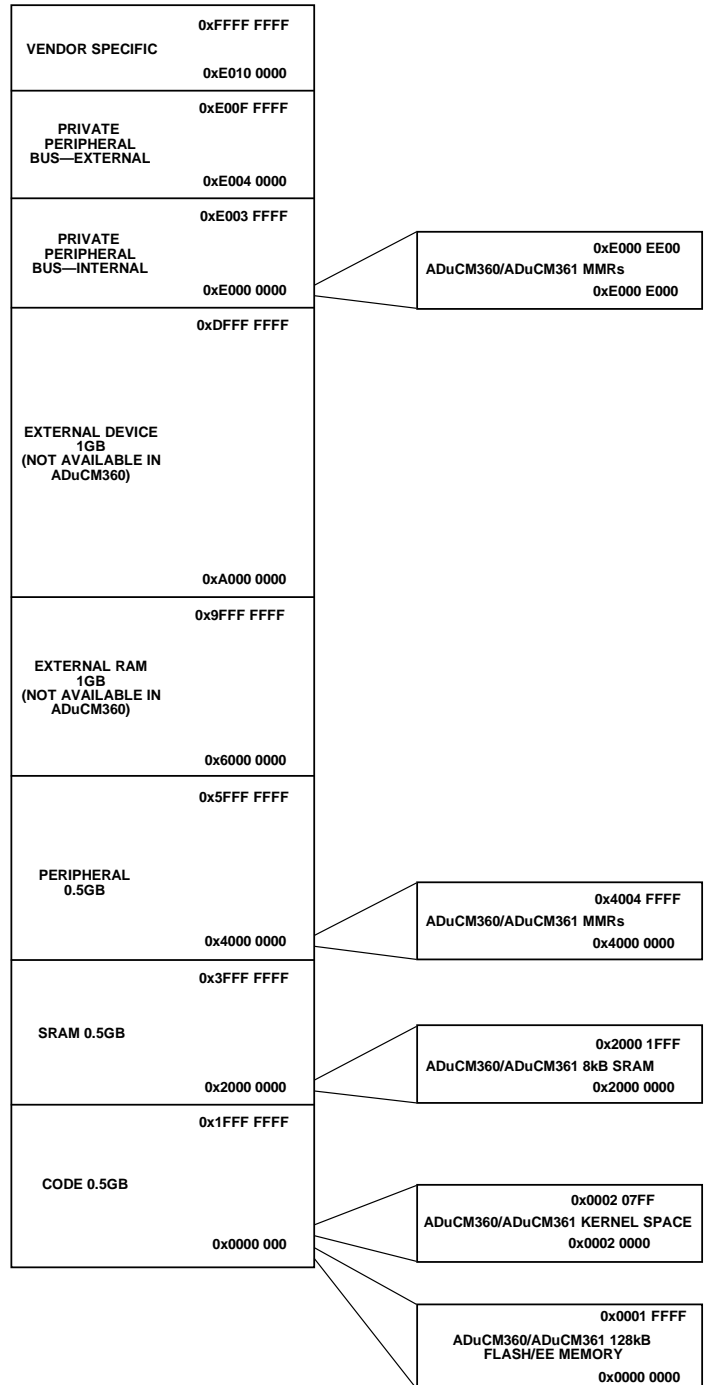 0xFFFF FFFF
VENDOR SPECIFIC
0xE010 0000
0xE00F FFFF
PRIVATE
PERIPHERAL
BUS—EXTERNAL
0xE004 0000
0xE003 FFFF
PRIVATE
PERIPHERAL
BUS—INTERNAL
0xE000 0000
0xE000 EE00
ADuCM360/ADuCM361 MMRs
0xE000 E000
0xDFFF FFFF
EXTERNAL DEVICE
1GB
(NOT AVAILABLE IN
ADuCM360)
0xA000 0000
0x9FFF FFFF
EXTERNAL RAM
1GB
(NOT AVAILABLE IN
ADuCM360)
0x6000 0000
0x5FFF FFFF
PERIPHERAL
0.5GB
0x4000 0000
0x4004 FFFF
ADuCM360/ADuCM361 MMRs
0x4000 0000
0x3FFF FFFF
SRAM 0.5GB
0x2000 0000
0x2000 1FFF
ADuCM360/ADuCM361 8kB SRAM
0x2000 0000
0x1FFF FFFF
CODE 0.5GB
0x0000 000
0x0002 07FF
ADuCM360/ADuCM361 KERNEL SPACE
0x0002 0000
0x0001 FFFF
ADuCM360/ADuCM361 128kB
FLASH/EE MEMORY
0x0000 0000